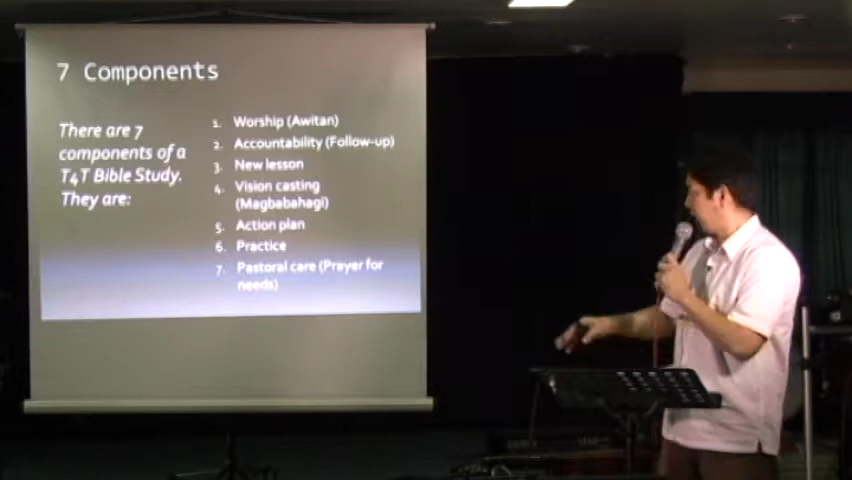 7 Components
There are 7
components of a
T4T Bible Study.
They are:
1. Worship (Awitan)
2. Accountability (Follow-up)
3. New lesson
4. Vision casting
(Magbabahagi)
5. Action plan
6. Practice
7. Pastoral care (Prayer for
needs)